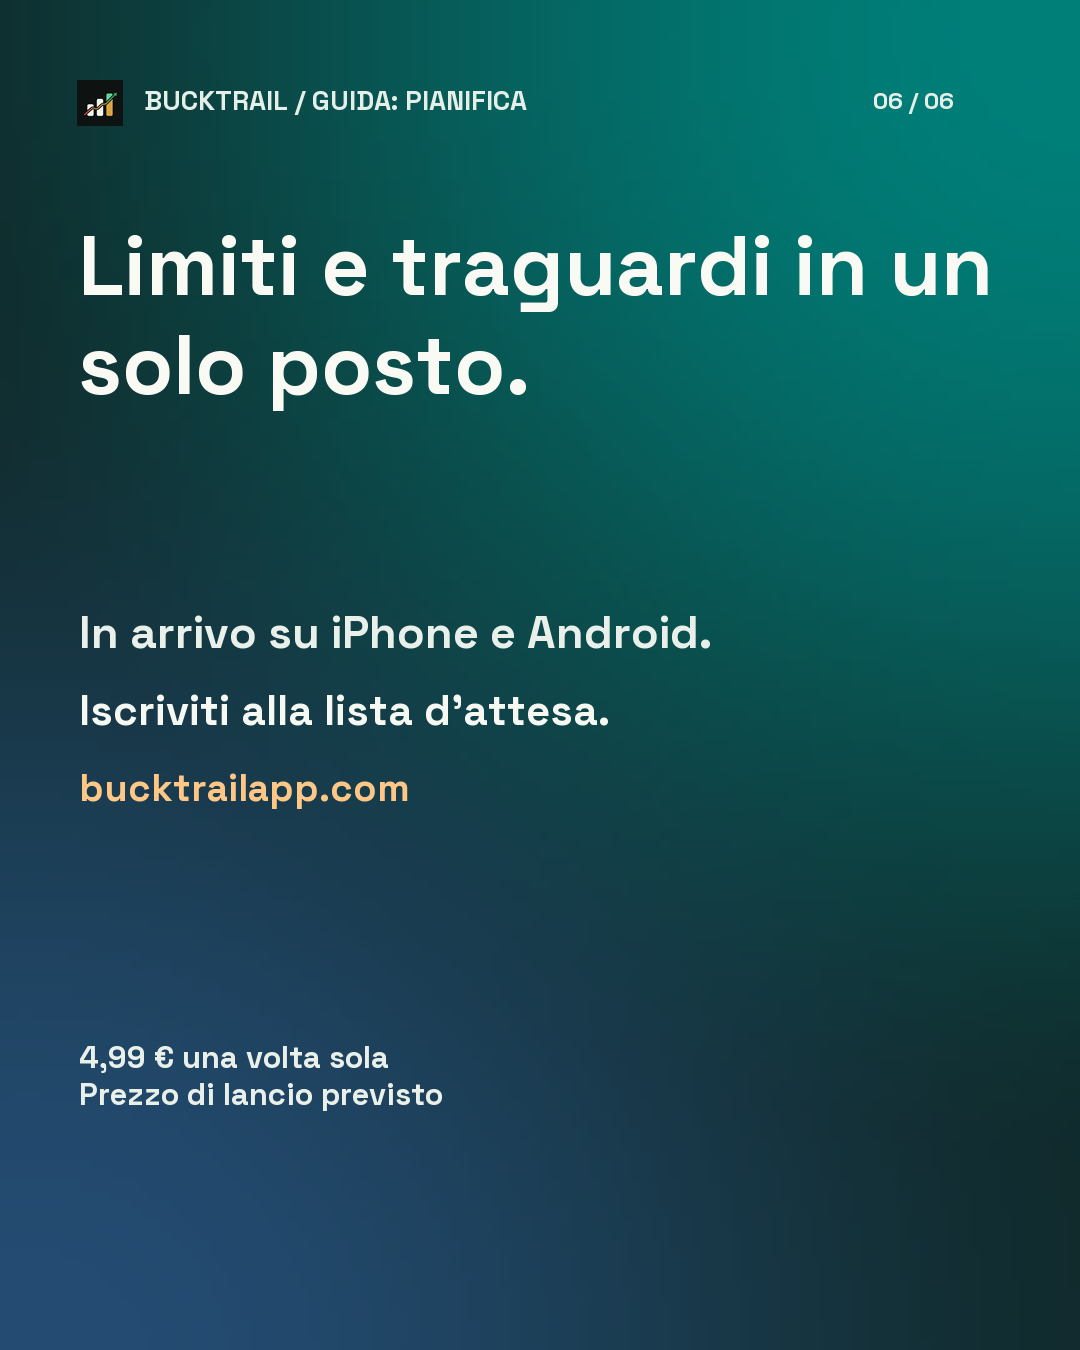 BUCKTRAIL / GUIDA: PIANIFICA
06 / 06
Limiti e traguardi in un
solo posto.
In arrivo su iPhone e Android.
Iscriviti alla lista d’attesa.
bucktrailapp.com
4,99 € una volta sola
Prezzo di lancio previsto